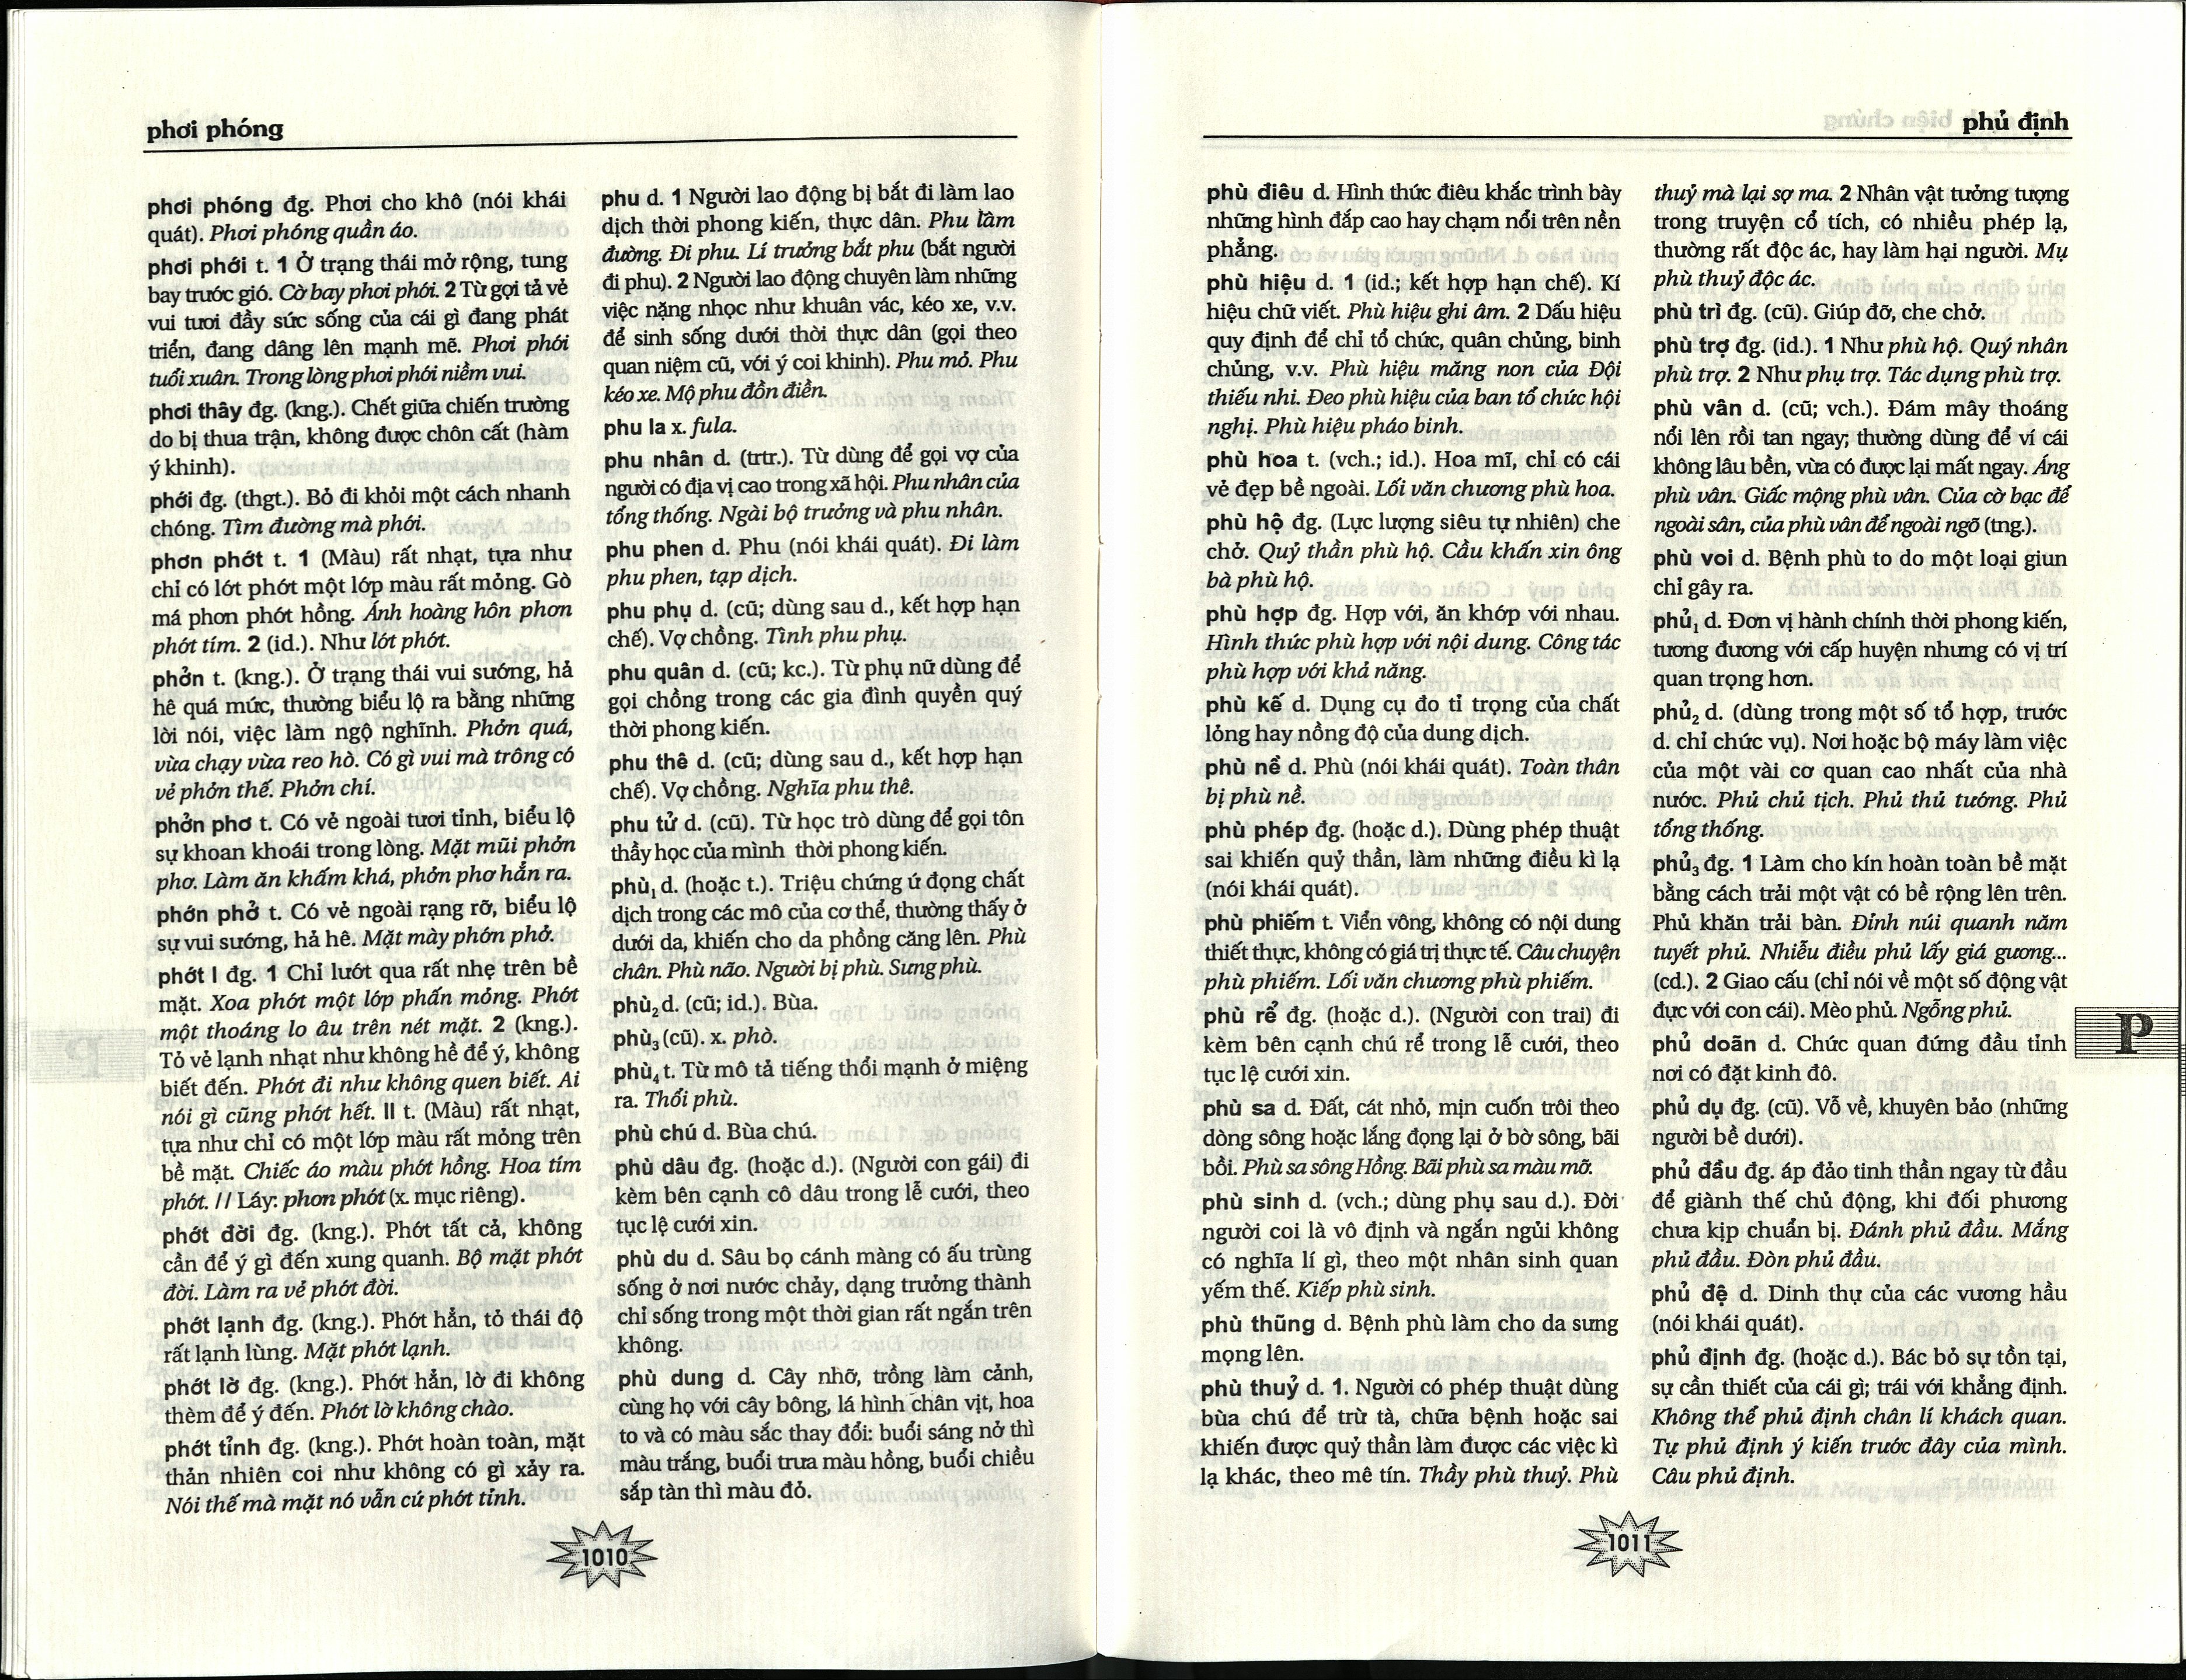 phơi phóng
phơi phóng đg. Phơi cho khô (nói khái
quát). Phơi phóng quần áo.
phơi phới t. 1 Ở trạng thái mở rộng, tung
bay trước gió. Cờ bay phơi phới. 2 Từ gọi tả vẻ
vui tươi đầy sức sống của cái gì đang phát
triển, đang dâng lên mạnh mẽ. Phơi phới
tuổi xuân. Trong lòng phơi phới niềm vui.
phơi thây đg. (kng.). Chết giữa chiến trường
do bị thua trận, không được chôn cất (hàm
ý khinh).
phới đg. (thgt.). Bỏ đi khỏi một cách nhanh
chóng. Tìm đường mà phới.
phơn phớt t. 1 (Màu) rất nhạt, tựa như
chỉ có lớt phớt một lớp màu rất mỏng. Gò
má phơn phớt hồng. Ánh hoàng hôn phơn
phớt tím. 2 (id.). Như lớt phớt.
phởn t. (kng.). Ở trạng thái vui sướng, hả
hê quá mức, thường biểu lộ ra bằng những
lời nói, việc làm ngộ nghĩnh. Phởn quá,
vừa chạy vừa reo hò. Có gì vui mà trông có
vẻ phởn thế. Phởn chí.
phởn phơ t. Có vẻ ngoài tươi tỉnh, biểu lộ
sự khoan khoái trong lòng. Mặt mũi phởn
phơ. Làm ăn khấm khá, phởn phơ hẳn ra.
phớn phở t. Có vẻ ngoài rạng rỡ, biểu lộ
sự vui sướng, hả hê. Mặt mày phớn phở.
phớt I đg. 1 Chỉ lướt qua rất nhẹ trên bề
mặt. Xoa phớt một lớp phấn mỏng. Phớt
một thoáng lo âu trên nét mặt. 2 (kng.).
Tỏ vẻ lạnh nhạt như không hề để ý, không
biết đến. Phớt đi như không quen biết. Ai
nói gì cũng phớt hết. II t. (Màu) rất nhạt,
tựa như chỉ có một lớp màu rất mỏng trên
bề mặt. Chiếc áo màu phớt hồng. Hoa tím
phớt. // Láy: phơn phớt (x. mục riêng).
phớt đời đg. (kng.). Phớt tất cả, không
cần để ý gì đến xung quanh. Bộ mặt phớt
đời. Làm ra vẻ phớt đời.
phớt lạnh đg. (kng.). Phớt hẳn, tỏ thái độ
rất lạnh lùng. Mặt phớt lạnh.
phớt lờ đg. (kng.). Phớt hẳn, lờ đi không
thèm để ý đến. Phớt lờ không chào.
phớt tỉnh đg. (kng.). Phớt hoàn toàn, mặt
thản nhiên coi như không có gì xảy ra.
Nói thế mà mặt nó vẫn cứ phớt tỉnh.
phu d. 1 Người lao động bị bắt đi làm lao
dịch thời phong kiến, thực dân. Phu làm
đường. Đi phu. Lí trưởng bắt phu (bắt người
đi phu). 2 Người lao động chuyên làm những
việc nặng nhọc như khuân vác, kéo xe, v.v.
để sinh sống dưới thời thực dân (gọi theo
quan niệm cũ, với ý coi khinh). Phu mỏ. Phu
kéo xe. Mộ phu đồn điền.
phu la x. fula.
phu nhân d. (trtr.). Từ dùng để gọi vợ của
người có địa vị cao trong xã hội. Phu nhân của
tổng thống. Ngài bộ trưởng và phu nhân.
phu phen d. Phu (nói khái quát). Đi làm
phu phen, tạp dịch.
phu phụ d. (cũ; dùng sau d., kết hợp hạn
chế). Vợ chồng. Tình phu phụ.
phu quân d. (cũ; kc.). Từ phụ nữ dùng để
gọi chồng trong các gia đình quyền quý
thời phong kiến.
phu thê d. (cũ; dùng sau d., kết hợp hạn
chế). Vợ chồng. Nghĩa phu thê.
phu tử d. (cũ). Từ học trò dùng để gọi tôn
thầy học của mình thời phong kiến.
phù₁ d. (hoặc t.). Triệu chứng ứ đọng chất
dịch trong các mô của cơ thể, thường thấy ở
dưới da, khiến cho da phồng căng lên. Phù
chân. Phù não. Người bị phù. Sưng phù.
phù₂ d. (cũ; id.). Bùa.
phù₃ (cũ). x. phò.
phù₄ t. Từ mô tả tiếng thổi mạnh ở miệng
ra. Thổi phù.
phù chú d. Bùa chú.
phù dâu đg. (hoặc d.). (Người con gái) đi
kèm bên cạnh cô dâu trong lễ cưới, theo
tục lệ cưới xin.
phù du d. Sâu bọ cánh màng có ấu trùng
sống ở nơi nước chảy, dạng trưởng thành
chỉ sống trong một thời gian rất ngắn trên
không.
phù dung d. Cây nhỡ, trồng làm cảnh,
cùng họ với cây bông, lá hình chân vịt, hoa
to và có màu sắc thay đổi: buổi sáng nở thì
màu trắng, buổi trưa màu hồng, buổi chiều
sắp tàn thì màu đỏ.
1010
phủ định
phù điêu d. Hình thức điêu khắc trình bày
những hình đắp cao hay chạm nổi trên nền
phẳng.
phù hiệu d. 1 (id.; kết hợp hạn chế). Kí
hiệu chữ viết. Phù hiệu ghi âm. 2 Dấu hiệu
quy định để chỉ tổ chức, quân chủng, binh
chủng, v.v. Phù hiệu măng non của Đội
thiếu nhi. Đeo phù hiệu của ban tổ chức hội
nghị. Phù hiệu pháo binh.
phù hoa t. (vch.; id.). Hoa mĩ, chỉ có cái
vẻ đẹp bề ngoài. Lối văn chương phù hoa.
phù hộ đg. (Lực lượng siêu tự nhiên) che
chở. Quỷ thần phù hộ. Cầu khấn xin ông
bà phù hộ.
phù hợp đg. Hợp với, ăn khớp với nhau.
Hình thức phù hợp với nội dung. Công tác
phù hợp với khả năng.
phù kế d. Dụng cụ đo tỉ trọng của chất
lỏng hay nồng độ của dung dịch.
phù nề d. Phù (nói khái quát). Toàn thân
bị phù nề.
phù phép đg. (hoặc d.). Dùng phép thuật
sai khiến quỷ thần, làm những điều kì lạ
(nói khái quát).
phù phiếm t. Viển vông, không có nội dung
thiết thực, không có giá trị thực tế. Câu chuyện
phù phiếm. Lối văn chương phù phiếm.
phù rể đg. (hoặc d.). (Người con trai) đi
kèm bên cạnh chú rể trong lễ cưới, theo
tục lệ cưới xin.
phù sa d. Đất, cát nhỏ, mịn cuốn trôi theo
dòng sông hoặc lắng đọng lại ở bờ sông, bãi
bồi. Phù sa sông Hồng. Bãi phù sa màu mỡ.
phù sinh d. (vch.; dùng phụ sau d.). Đời
người coi là vô định và ngắn ngủi không
có nghĩa lí gì, theo một nhân sinh quan
yếm thế. Kiếp phù sinh.
phù thũng d. Bệnh phù làm cho da sưng
mọng lên.
phù thuỷ d. 1. Người có phép thuật dùng
bùa chú để trừ tà, chữa bệnh hoặc sai
khiến được quỷ thần làm được các việc kì
lạ khác, theo mê tín. Thầy phù thuỷ. Phù
thuỷ mà lại sợ ma. 2 Nhân vật tưởng tượng
trong truyện cổ tích, có nhiều phép lạ,
thường rất độc ác, hay làm hại người. Mụ
phù thuỷ độc ác.
phù trì đg. (cũ). Giúp đỡ, che chở.
phù trợ đg. (id.). 1 Như phù hộ. Quý nhân
phù trợ. 2 Như phụ trợ. Tác dụng phù trợ.
phù vân d. (cũ; vch.). Đám mây thoáng
nổi lên rồi tan ngay; thường dùng để ví cái
không lâu bền, vừa có được lại mất ngay. Áng
phù vân. Giấc mộng phù vân. Của cờ bạc để
ngoài sân, của phù vân để ngoài ngõ (tng.).
phù voi d. Bệnh phù to do một loại giun
chỉ gây ra.
phủ₁ d. Đơn vị hành chính thời phong kiến,
tương đương với cấp huyện nhưng có vị trí
quan trọng hơn.
phủ₂ d. (dùng trong một số tổ hợp, trước
d. chỉ chức vụ). Nơi hoặc bộ máy làm việc
của một vài cơ quan cao nhất của nhà
nước. Phủ chủ tịch. Phủ thủ tướng. Phủ
tổng thống.
phủ₃ đg. 1 Làm cho kín hoàn toàn bề mặt
bằng cách trải một vật có bề rộng lên trên.
Phủ khăn trải bàn. Đỉnh núi quanh năm
tuyết phủ. Nhiễu điều phủ lấy giá gương...
(cd.). 2 Giao cấu (chỉ nói về một số động vật
đực với con cái). Mèo phủ. Ngỗng phủ.
phủ doãn d. Chức quan đứng đầu tỉnh
nơi có đặt kinh đô.
phủ dụ đg. (cũ). Vỗ về, khuyên bảo (những
người bề dưới).
phủ đầu đg. áp đảo tinh thần ngay từ đầu
để giành thế chủ động, khi đối phương
chưa kịp chuẩn bị. Đánh phủ đầu. Mắng
phủ đầu. Đòn phủ đầu.
phủ đệ d. Dinh thự của các vương hầu
(nói khái quát).
phủ định đg. (hoặc d.). Bác bỏ sự tồn tại,
sự cần thiết của cái gì; trái với khẳng định.
Không thể phủ định chân lí khách quan.
Tự phủ định ý kiến trước đây của mình.
Câu phủ định.
P
1011